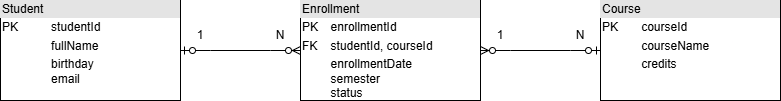 Student
PK studentId
fullName
birthday
email
1 N
Enrollment
PK enrollmentId
FK studentId, courseId
enrollmentDate
semester
status
1 N
Course
PK courseId
courseName
credits